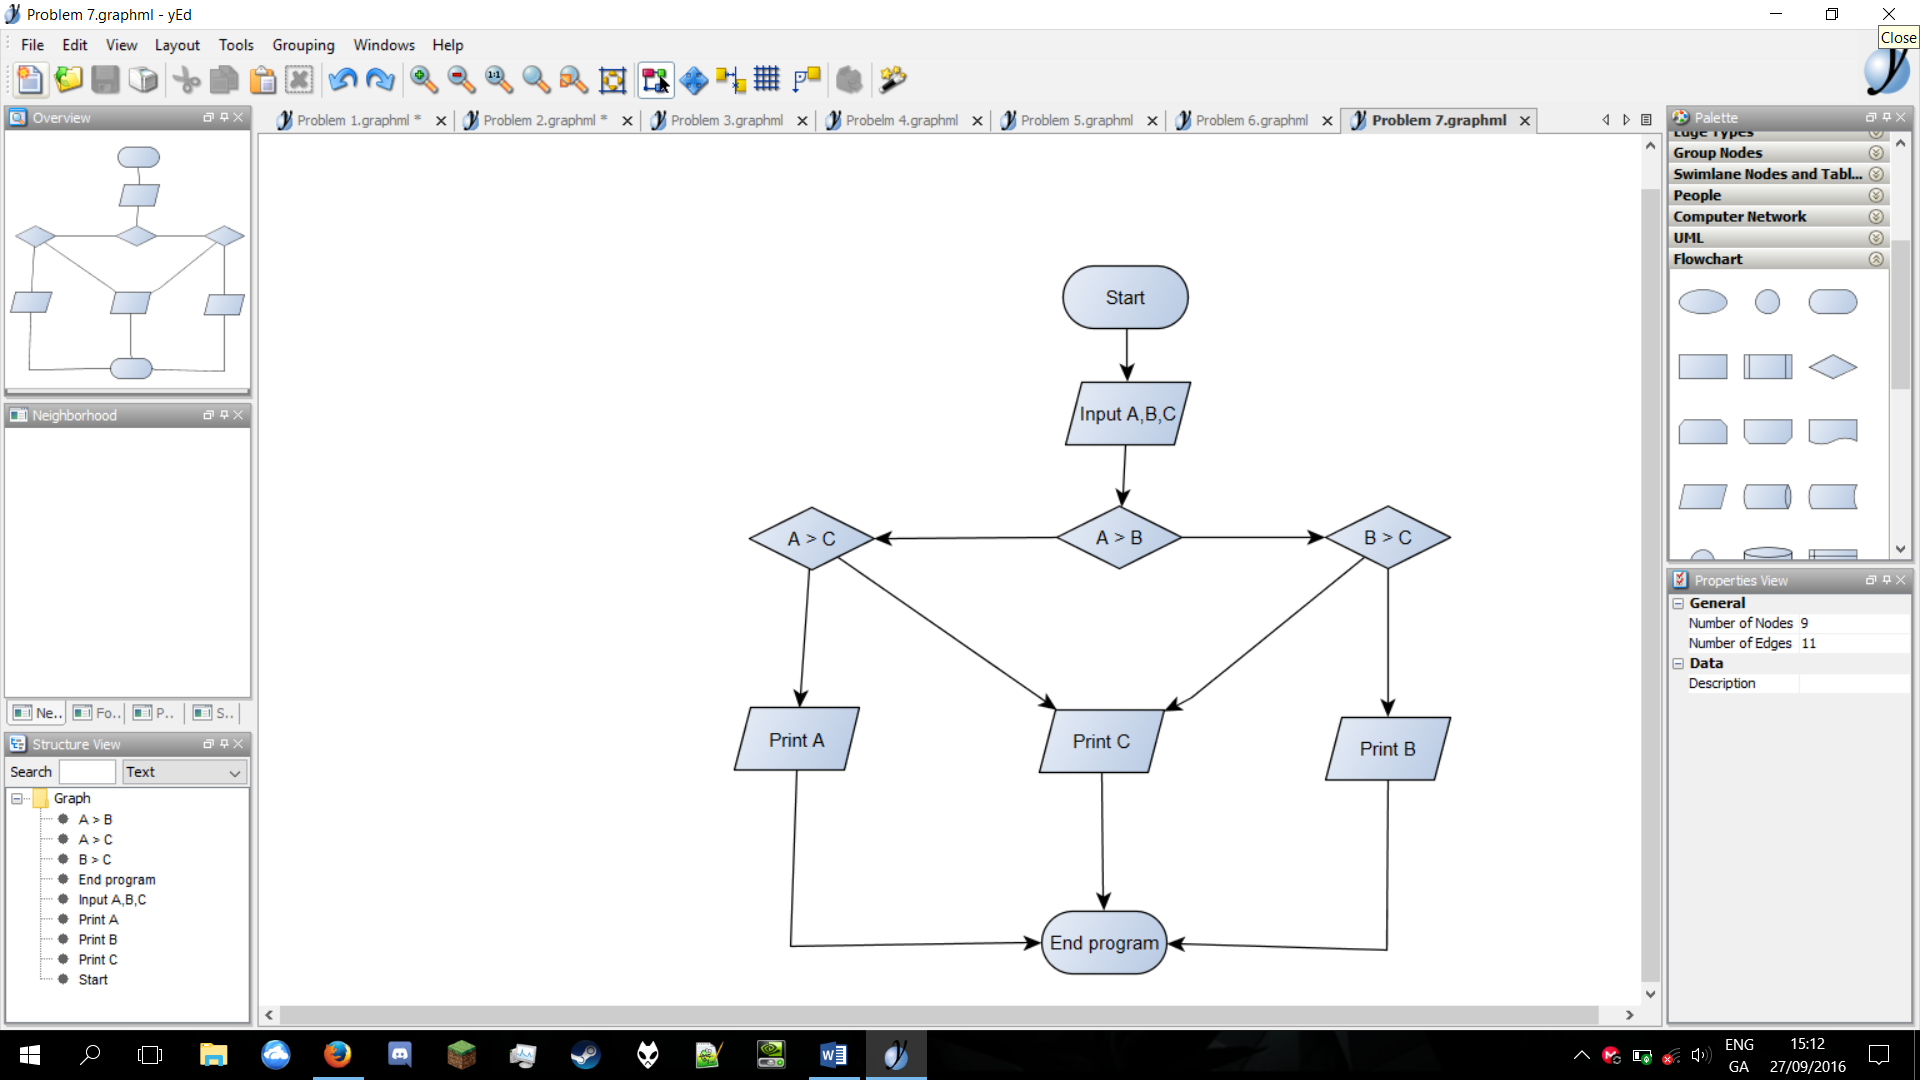 Problem 7.graphml - yEd
File Edit View Layout Tools Grouping Windows Help
Close
1:1
Overview
Problem 1.graphml *
Problem 2.graphml *
Problem 3.graphml
Probelm 4.graphml
Problem 5.graphml
Problem 6.graphml
Problem 7.graphml
Palette
Edge Types
Group Nodes
Swimlane Nodes and Tabl...
People
Computer Network
UML
Flowchart
Neighborhood
Ne..
Fo..
P..
S..
Structure View
Search
Text
Graph
A > B
A > C
B > C
End program
Input A,B,C
Print A
Print B
Print C
Start
Start
Input A,B,C
A > C
A > B
B > C
Print A
Print C
Print B
End program
Properties View
General
Number of Nodes 9
Number of Edges 11
Data
Description
ENG
GA
15:12
27/09/2016